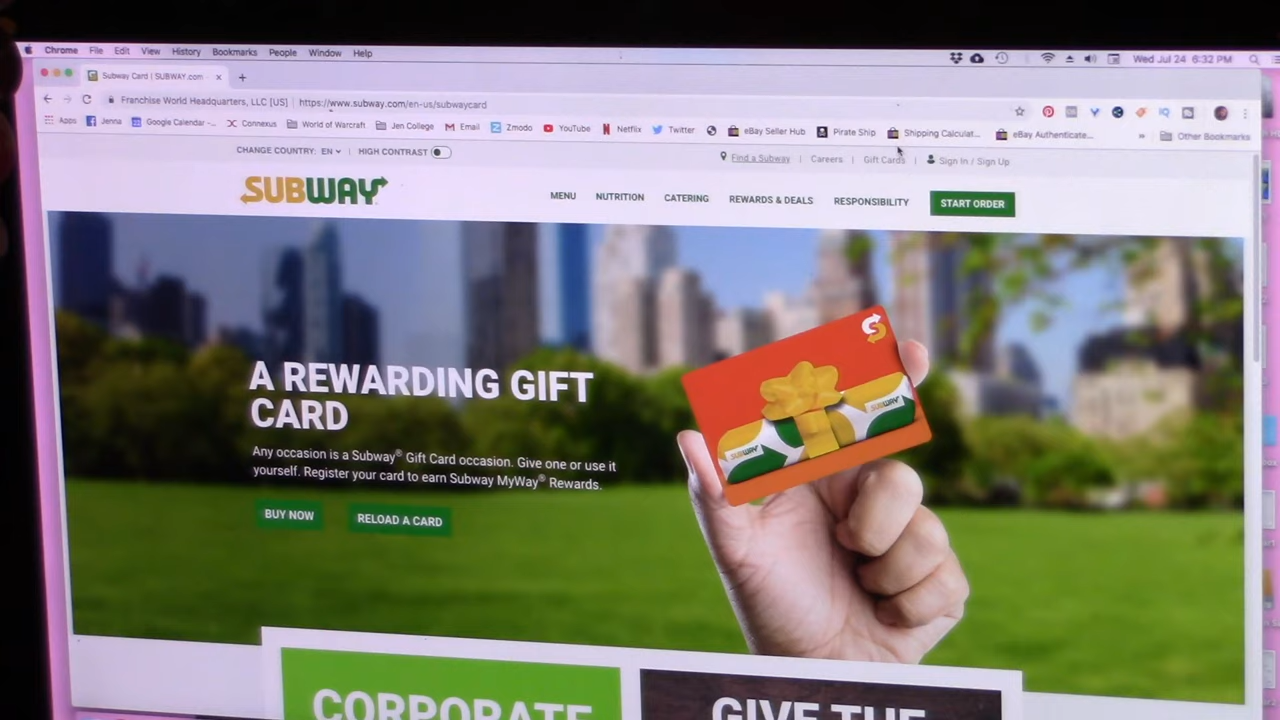 Chrome File Edit View History Bookmarks People Window Help Wed Jul 24 6:32 PM
Subway Card | SUBWAY.com
Franchise World Headquarters, LLC [US] | https://www.subway.com/en-us/subwaycard
Apps Jenna Google Calendar -... Connexus World of Warcraft Jen College Email Zmodo YouTube Netflix Twitter eBay Seller Hub Pirate Ship Shipping Calculat... eBay Authenticate... » Other Bookmarks
CHANGE COUNTRY: EN | HIGH CONTRAST Find a Subway | Careers | Gift Cards | Sign In / Sign Up
SUBWAY MENU NUTRITION CATERING REWARDS & DEALS RESPONSIBILITY START ORDER
A REWARDING GIFT
CARD
Any occasion is a Subway® Gift Card occasion. Give one or use it
yourself. Register your card to earn Subway MyWay® Rewards.
BUY NOW RELOAD A CARD
SUBWAY
SUBWAY
CORPORATE
GIVE THE